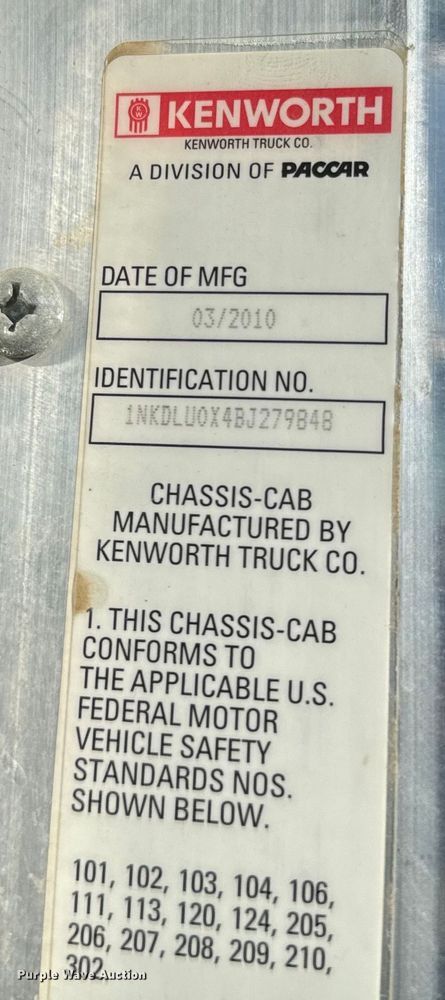 KW KENWORTH
KENWORTH TRUCK CO.
A DIVISION OF PACCAR
DATE OF MFG
03/2010
IDENTIFICATION NO.
1NKDLU0X4BJ279848
CHASSIS-CAB
MANUFACTURED BY
KENWORTH TRUCK CO.
1. THIS CHASSIS-CAB
CONFORMS TO
THE APPLICABLE U.S.
FEDERAL MOTOR
VEHICLE SAFETY
STANDARDS NOS.
SHOWN BELOW.
101, 102, 103, 104, 106,
111, 113, 120, 124, 205,
206, 207, 208, 209, 210,
302
Purple Wave Auction